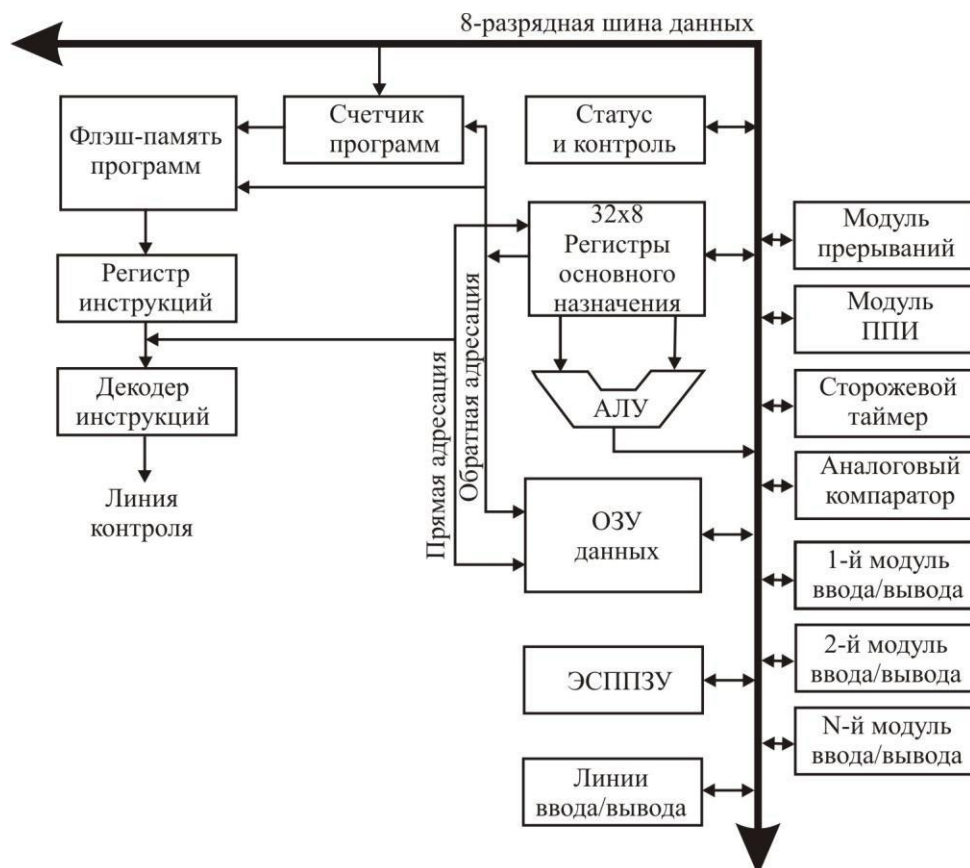 8-разрядная шина данных
Флэш-память
программ
Счетчик
программ
Статус
и контроль
32x8
Регистры
основного
назначения
Модуль
прерываний
Регистр
инструкций
Модуль
ППИ
Декодер
инструкций
Прямая адресация
Обратная адресация
АЛУ
Сторожевой
таймер
Линия
контроля
Аналоговый
компаратор
ОЗУ
данных
1-й модуль
ввода/вывода
ЭСППЗУ
2-й модуль
ввода/вывода
N-й модуль
ввода/вывода
Линии
ввода/вывода